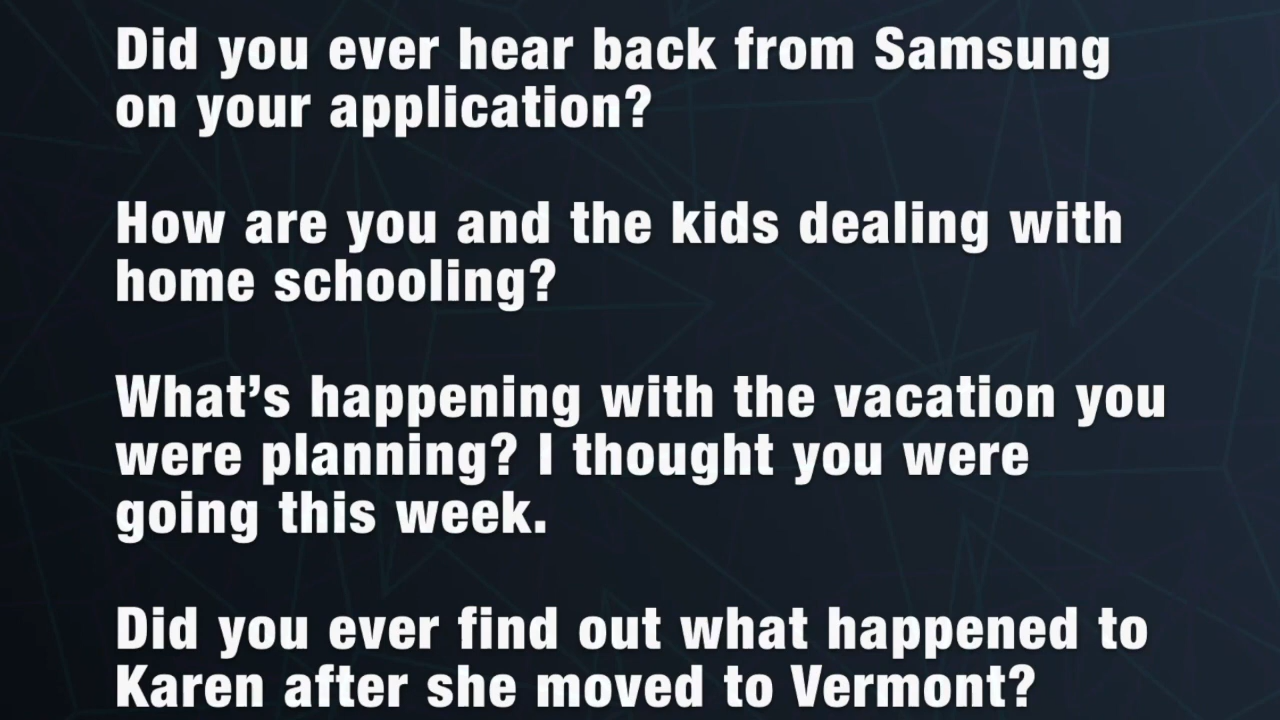 Did you ever hear back from Samsung
on your application?
How are you and the kids dealing with
home schooling?
What’s happening with the vacation you
were planning? I thought you were
going this week.
Did you ever find out what happened to
Karen after she moved to Vermont?